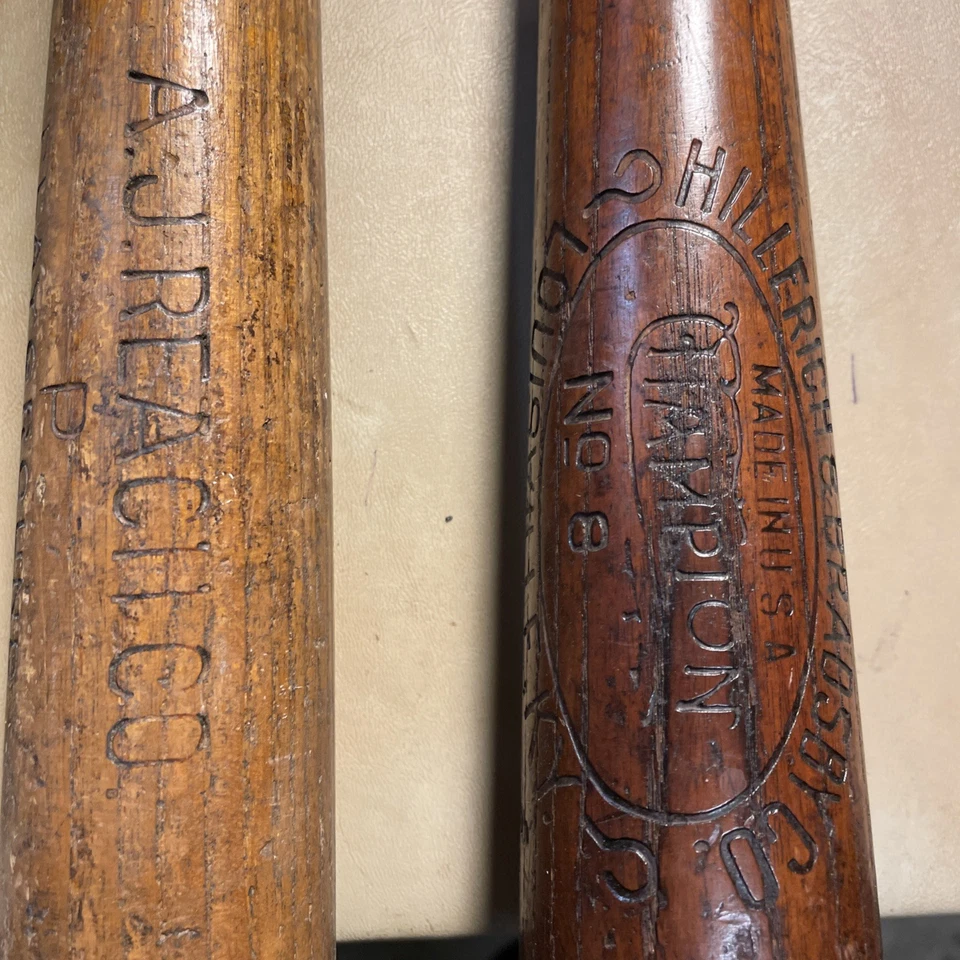 A.J. REACH CO
P
HILLERICH & BRADSBY CO
MADE IN U S A
CHAMPION
No 8
LOUISVILLE KY